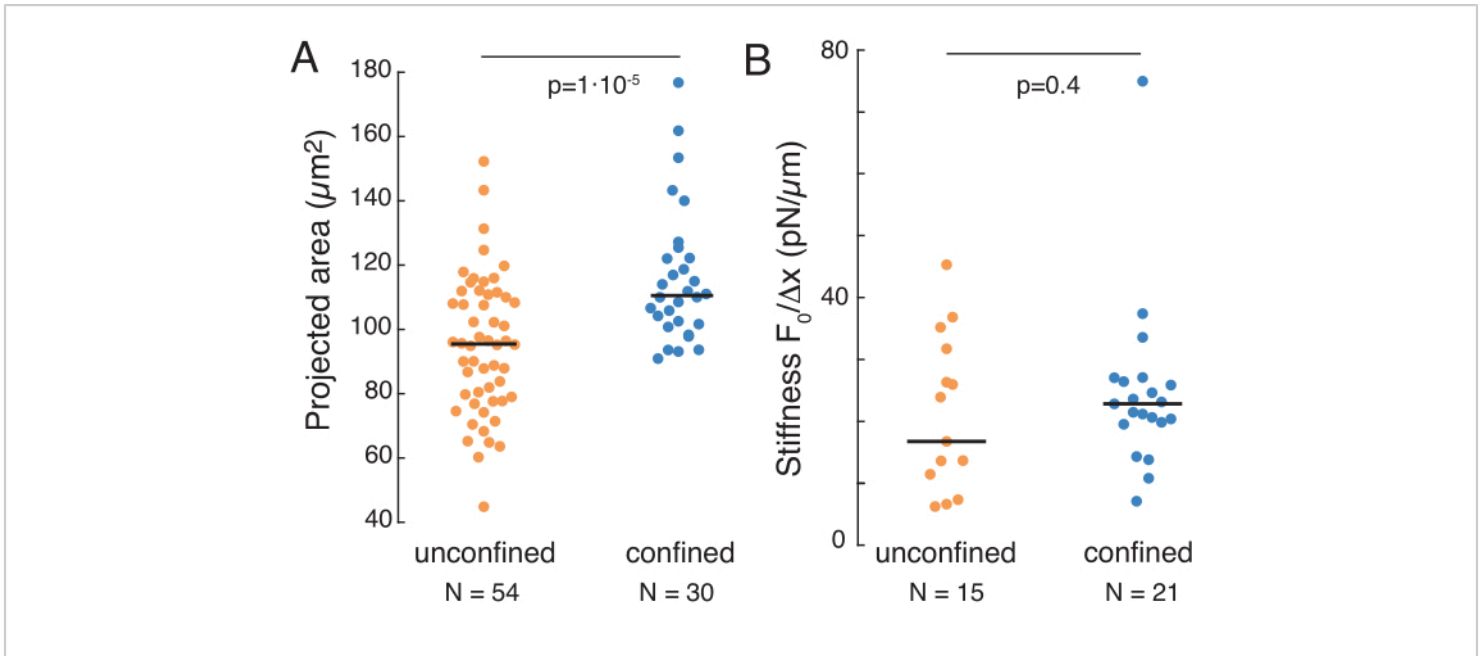 A
p=1·10-5
Projected area (μm2)
180
160
140
120
100
80
60
40
unconfined
confined
N = 54
N = 30
B
p=0.4
Stiffness F0/Δx (pN/μm)
80
40
0
unconfined
confined
N = 15
N = 21